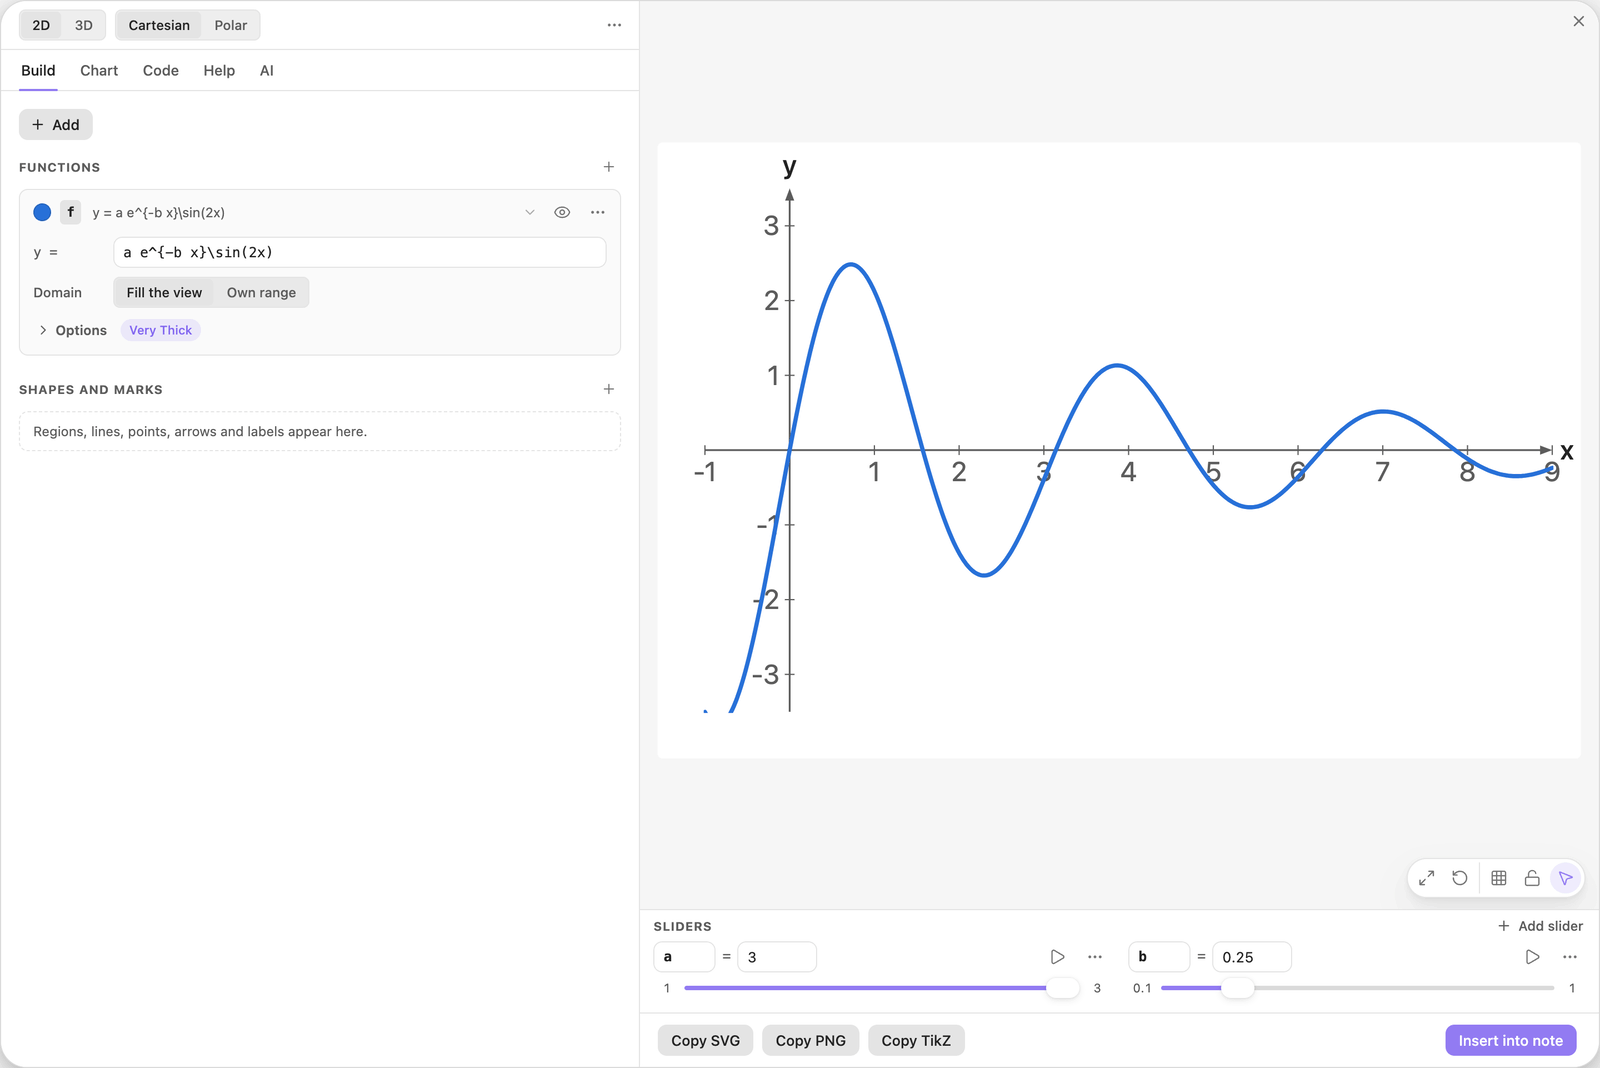 2D 3D Cartesian Polar
Build Chart Code Help AI
+ Add
FUNCTIONS
f y = a e^{-b x}\sin(2x)
y = a e^{-b x}\sin(2x)
Domain Fill the view Own range
Options Very Thick
SHAPES AND MARKS
Regions, lines, points, arrows and labels appear here.
y
3
2
1
x
-1 1 2 3 4 5 6 7 8 9
-1
-2
-3
SLIDERS + Add slider
a = 3 b = 0.25
1 3 0.1 1
Copy SVG Copy PNG Copy TikZ Insert into note